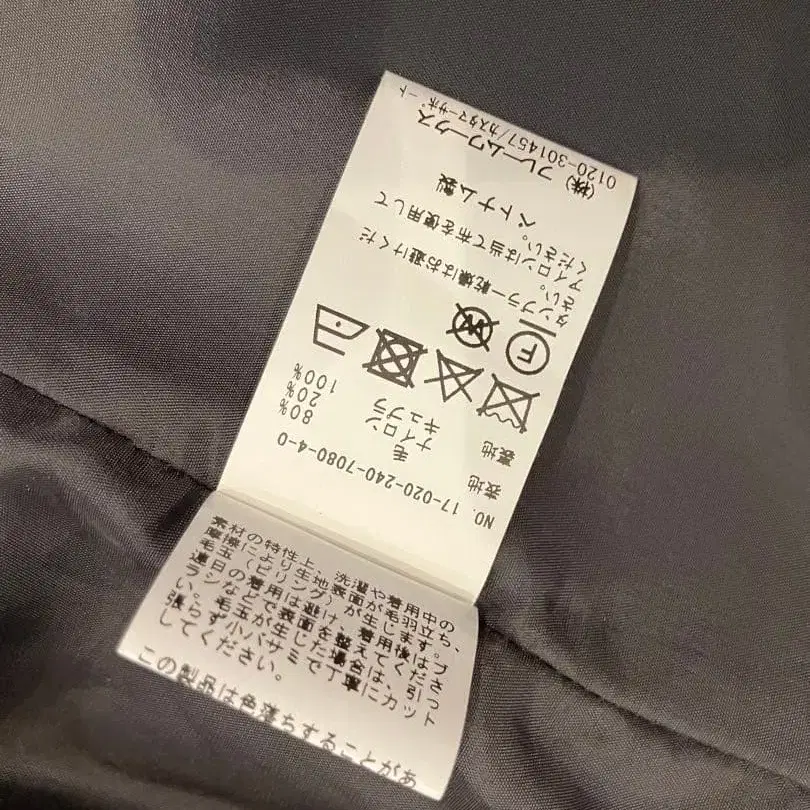 NO. 17-020-240-7080-4-0
表地 毛 80%
ナイロン 20%
裏地 キュプラ 100%
F
W
タンブラー乾燥はお避けくだ
さい。
アイロンは当て布を使用して
ください。
ベトナム製
(株) フレームワークス
0120-301457/カスタマーサポート
素材の特性上、洗濯や着用中の
摩擦により生地表面が毛羽立ち、
毛玉(ピリング)が生じます。
連日の着用は避け、着用後はブ
ラシなどで表面を整えてくださ
い。毛玉が生じた場合は、引っ
張らず小バサミで丁寧にカット
してください。
この製品は色落ちすることがあ